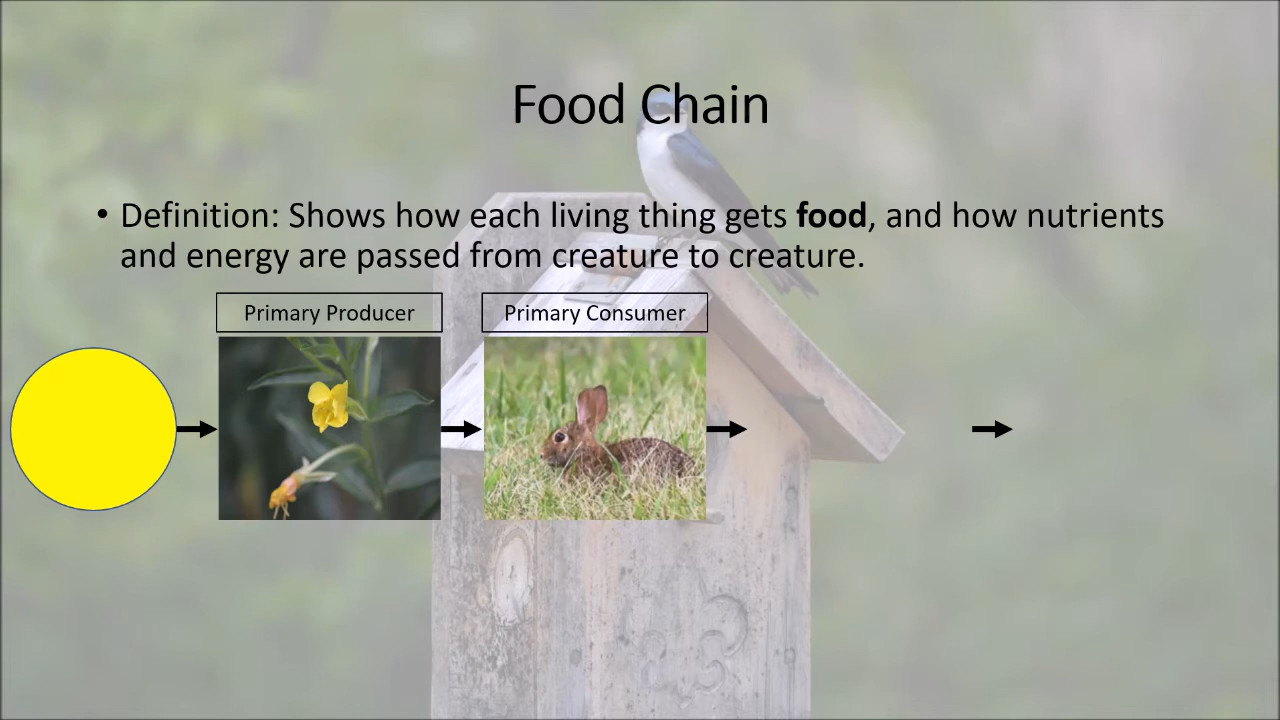 Food Chain
• Definition: Shows how each living thing gets food, and how nutrients
and energy are passed from creature to creature.
Primary Producer
Primary Consumer